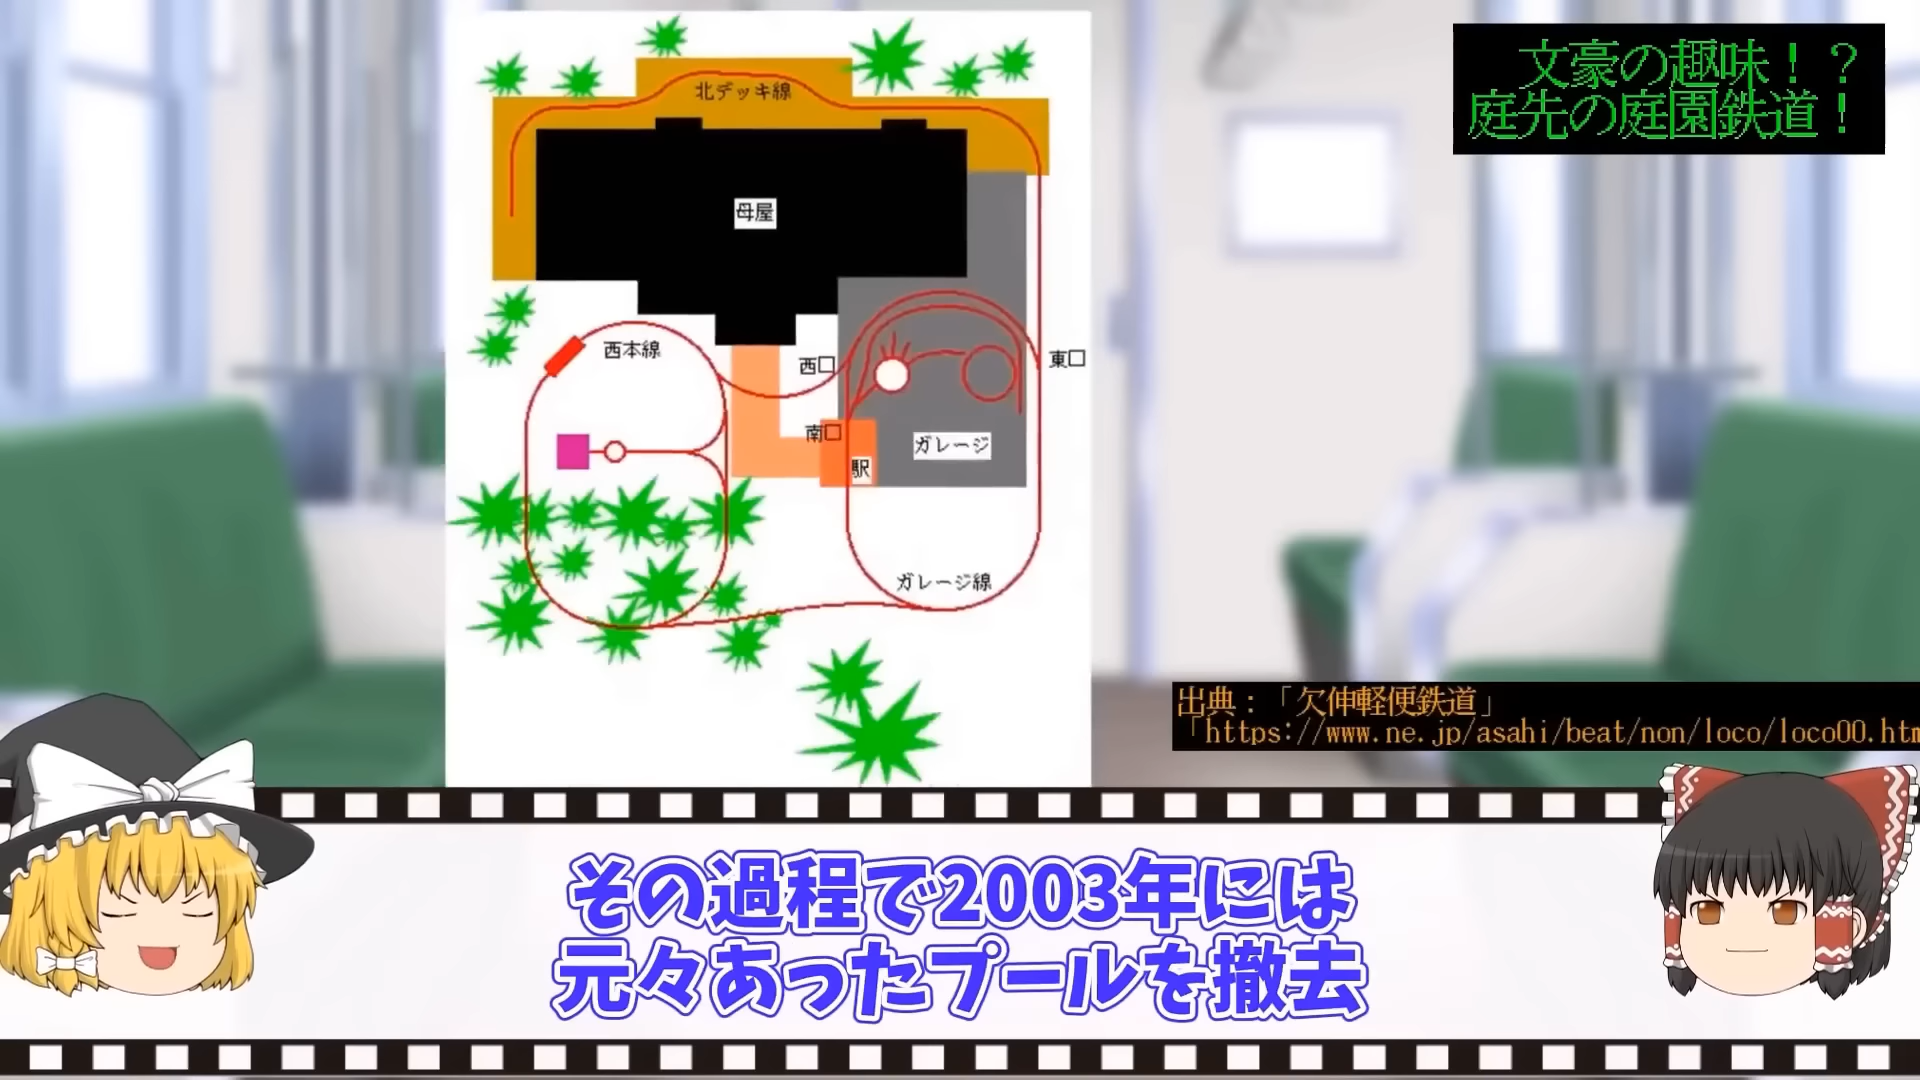 文豪の趣味！？
庭先の庭園鉄道！
北デッキ線
母屋
西本線
西口
東口
南口
ガレージ
駅
ガレージ線
出典：「欠伸軽便鉄道」
「https://www.ne.jp/asahi/beat/non/loco/loco00.htm
その過程で2003年には
元々あったプールを撤去